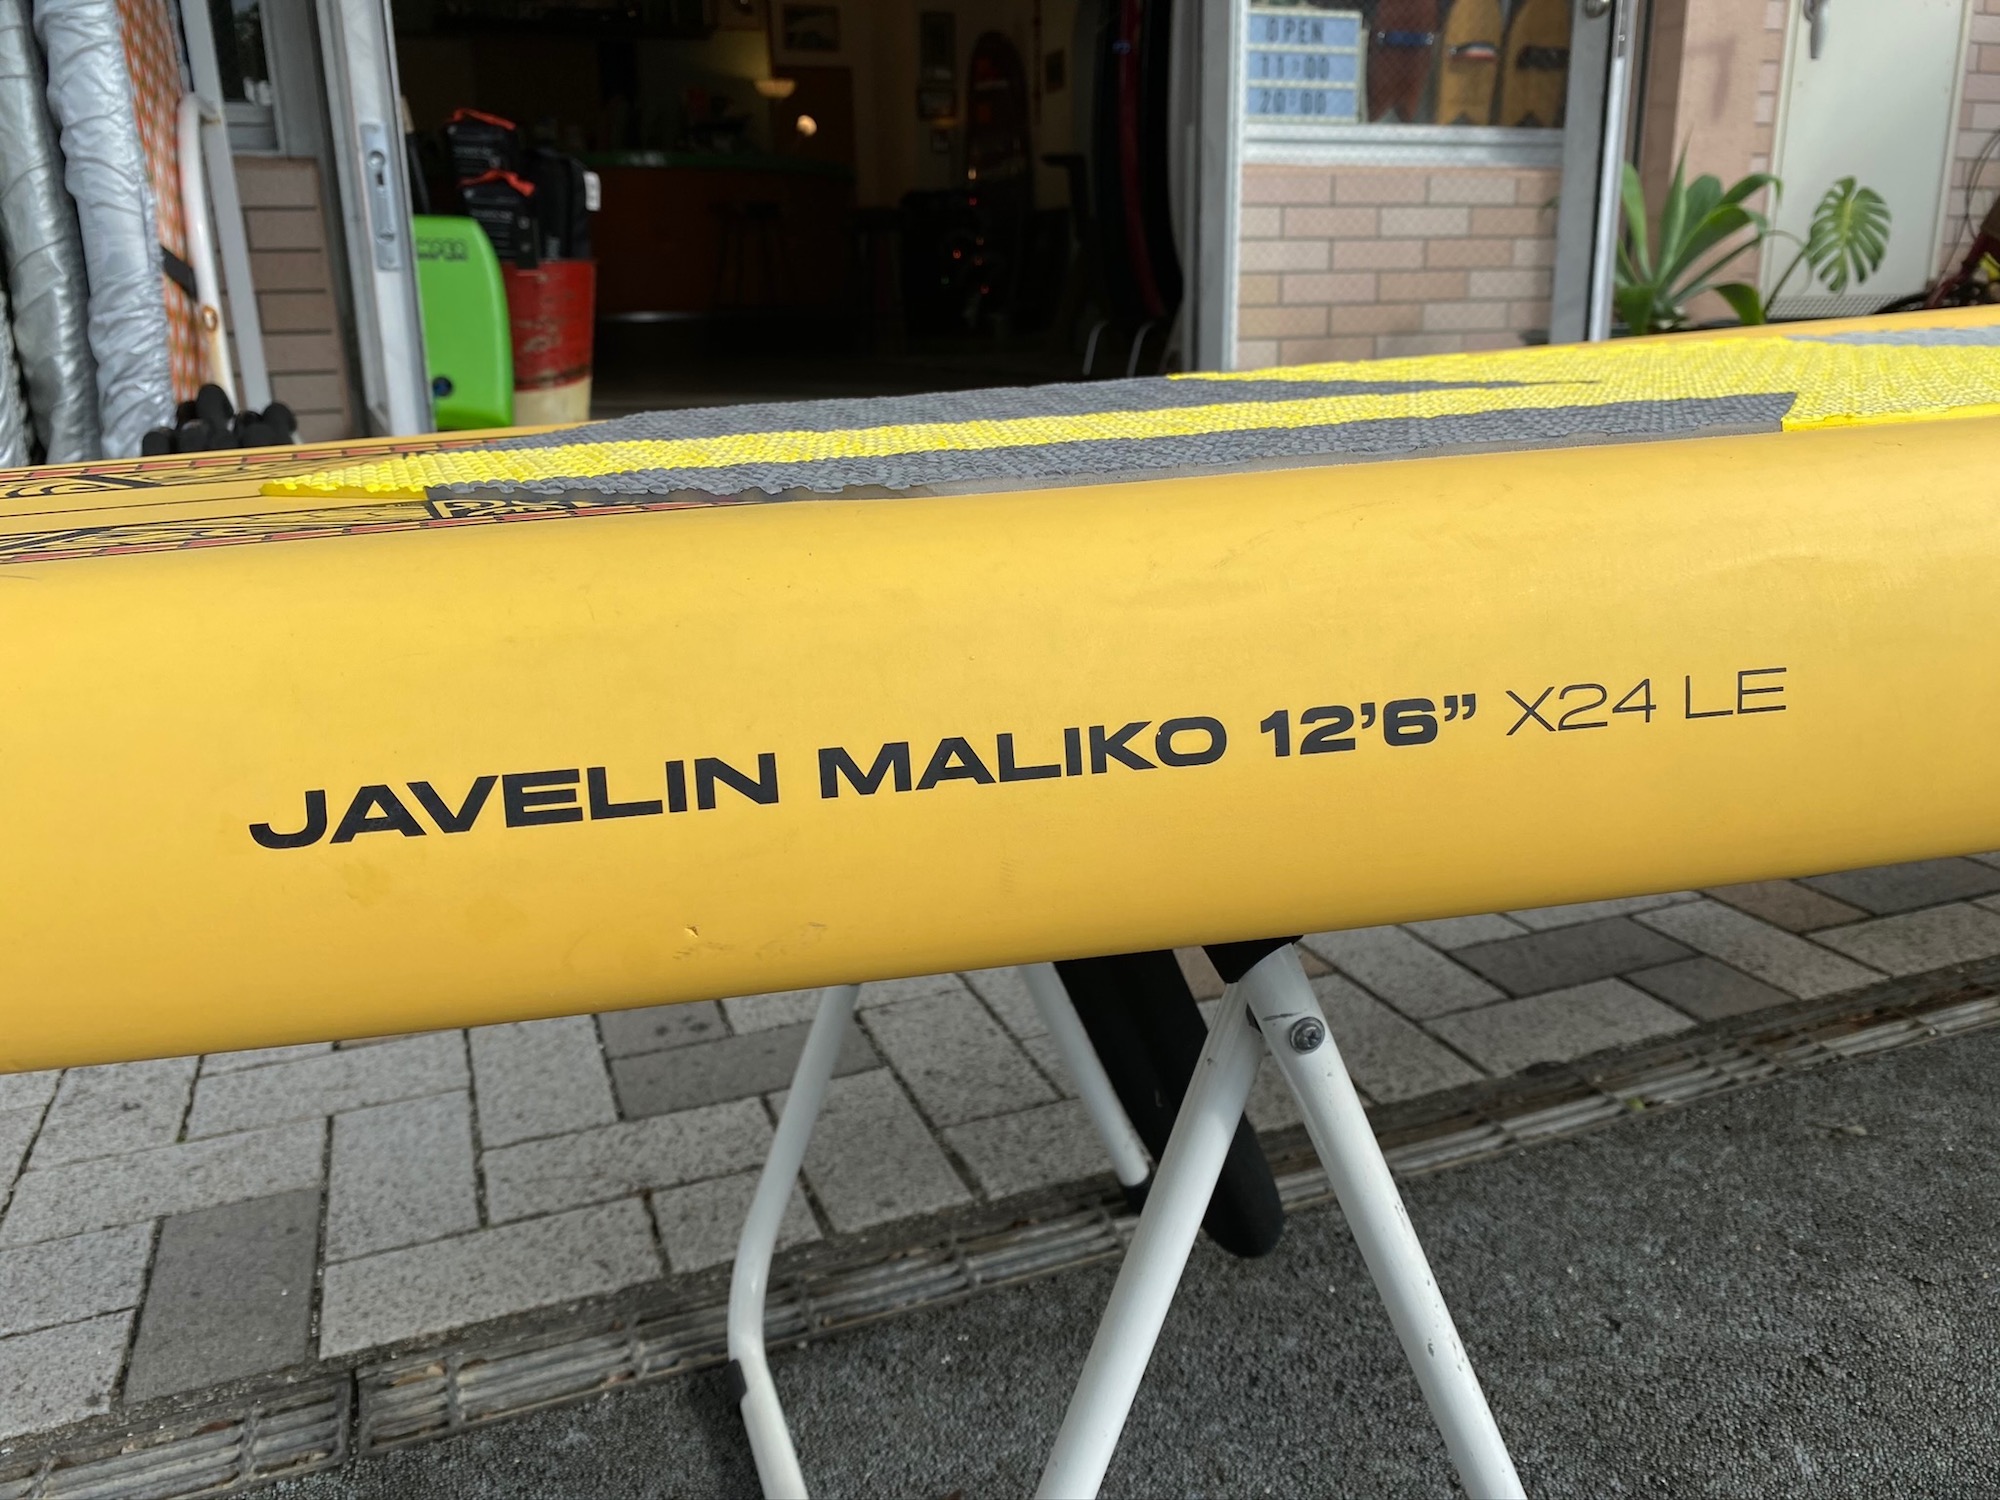 OPEN
11:00
20:00
JAVELIN MALIKO 12’6” X24 LE